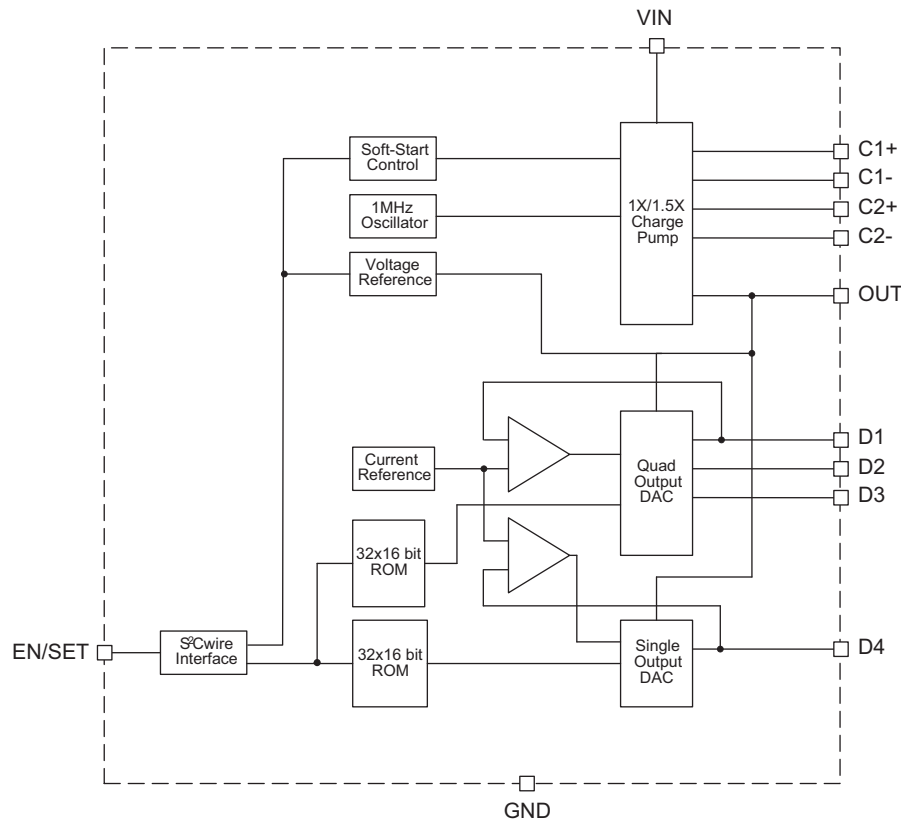 VIN
Soft-Start
Control
C1+
C1-
1MHz
Oscillator
1X/1.5X
Charge
Pump
C2+
C2-
Voltage
Reference
OUT
D1
Current
Reference
Quad
Output
DAC
D2
D3
32x16 bit
ROM
EN/SET
S²Cwire
Interface
32x16 bit
ROM
Single
Output
DAC
D4
GND